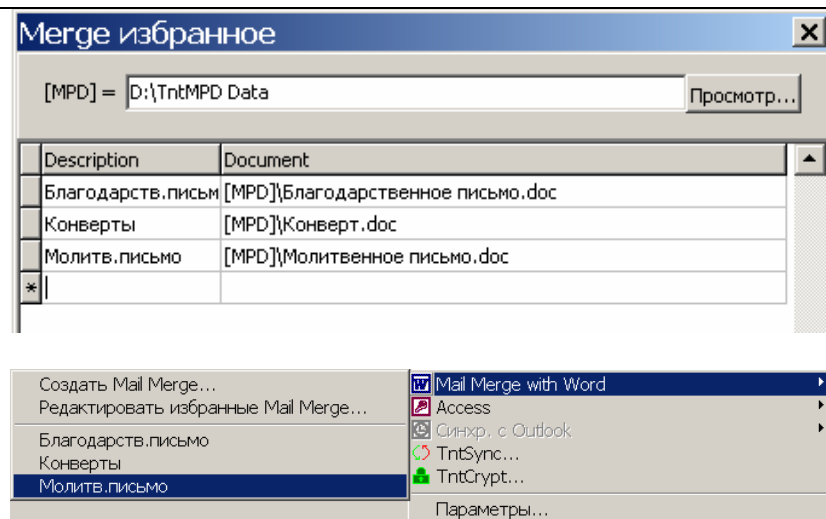 Merge избранное
[MPD] = D:\TntMPD Data Просмотр...
Description Document
Благодарств.письм [MPD]\Благодарственное письмо.doc
Конверты [MPD]\Конверт.doc
Молитв.письмо [MPD]\Молитвенное письмо.doc
*
Создать Mail Merge...
Редактировать избранные Mail Merge...
Благодарств.письмо
Конверты
Молитв.письмо
Mail Merge with Word
Access
Синхр. с Outlook
TntSync...
TntCrypt...
Параметры...